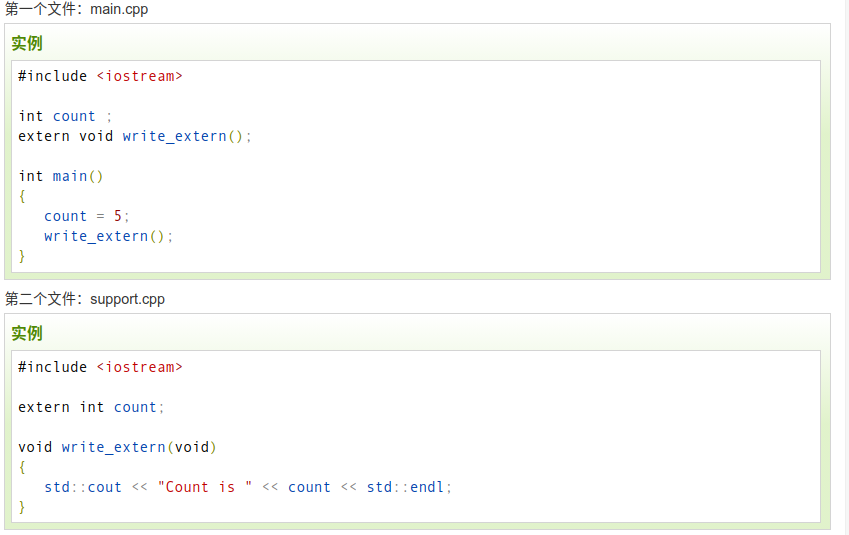 第一个文件：main.cpp
实例
#include <iostream>
int count ;
extern void write_extern();
int main()
{
   count = 5;
   write_extern();
}
第二个文件：support.cpp
实例
#include <iostream>
extern int count;
void write_extern(void)
{
   std::cout << "Count is " << count << std::endl;
}